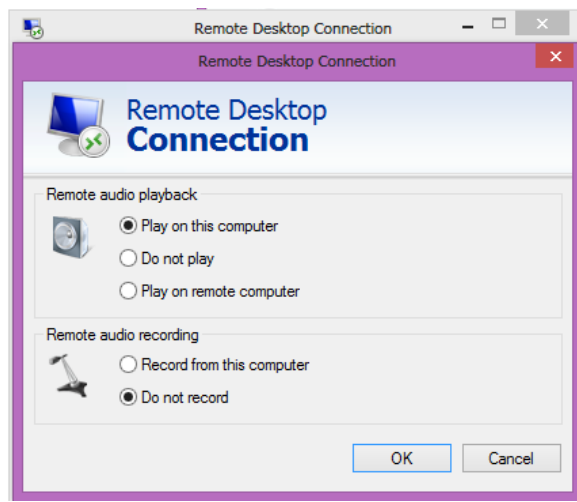 Remote Desktop Connection
Remote Desktop Connection
Remote Desktop
Connection
Remote audio playback
Play on this computer
Do not play
Play on remote computer
Remote audio recording
Record from this computer
Do not record
OK
Cancel